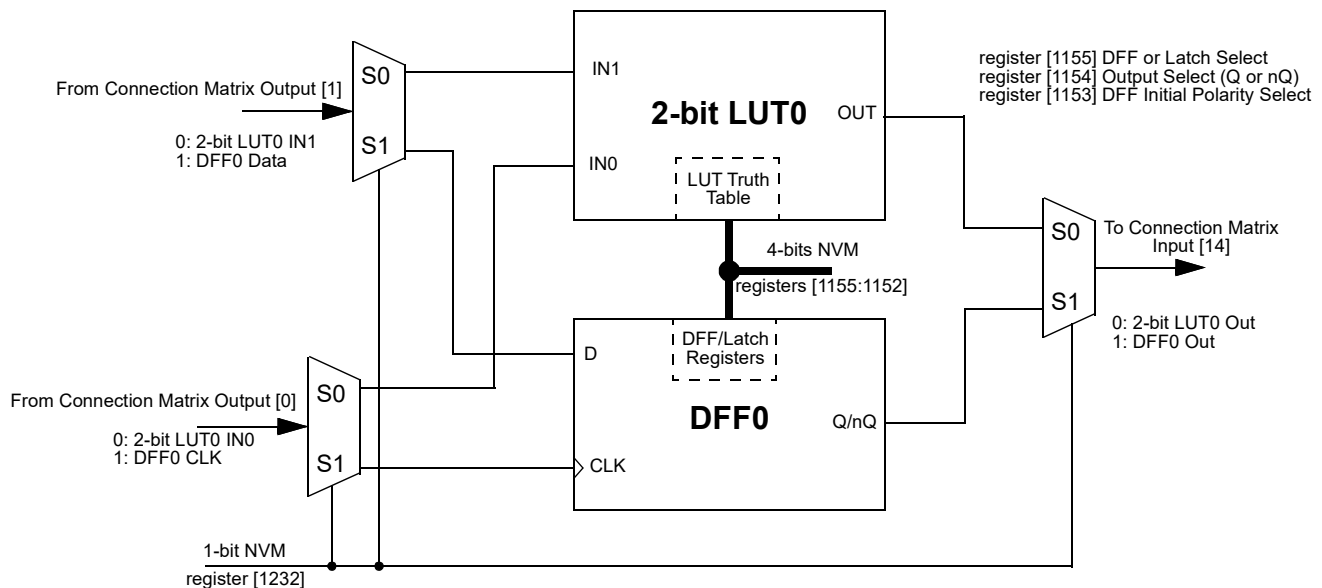 From Connection Matrix Output [1]
0: 2-bit LUT0 IN1
1: DFF0 Data
S0
S1
IN1
IN0
2-bit LUT0
OUT
LUT Truth
Table
register [1155] DFF or Latch Select
register [1154] Output Select (Q or nQ)
register [1153] DFF Initial Polarity Select
4-bits NVM
registers [1155:1152]
S0
S1
To Connection Matrix
Input [14]
0: 2-bit LUT0 Out
1: DFF0 Out
From Connection Matrix Output [0]
0: 2-bit LUT0 IN0
1: DFF0 CLK
S0
S1
D
CLK
DFF/Latch
Registers
DFF0
Q/nQ
1-bit NVM
register [1232]